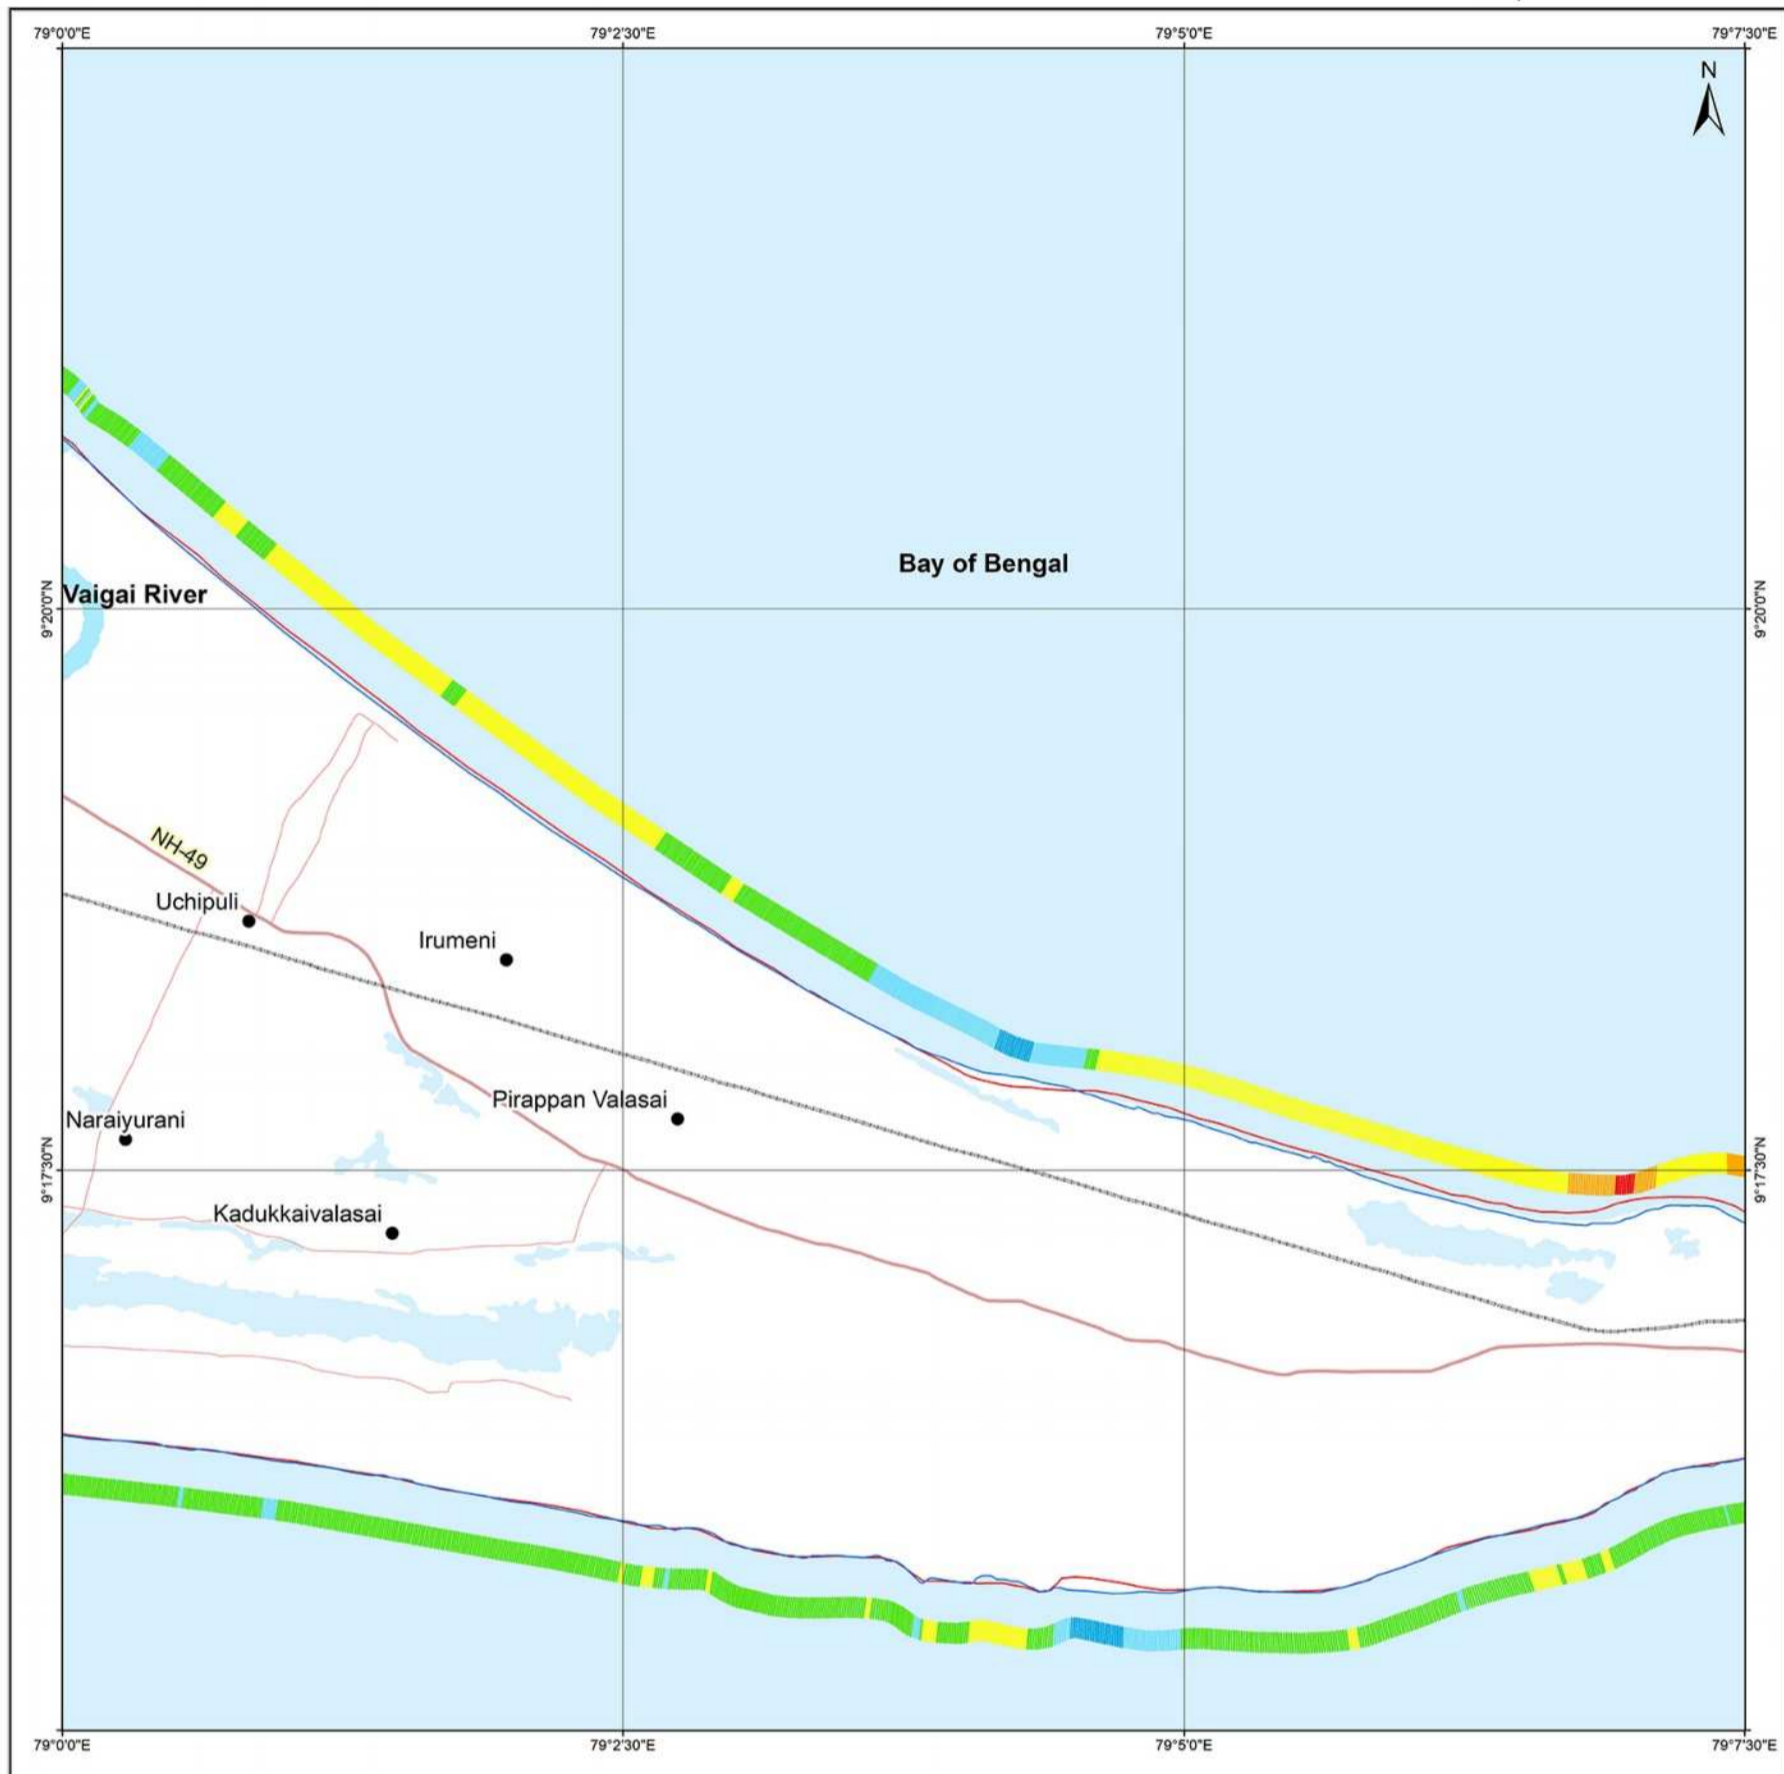 79°0'0"E 79°2'30"E 79°5'0"E 79°7'30"E
N
Bay of Bengal
Vaigai River
9°20'0"N 9°20'0"N
NH-49
Uchipuli
Irumeni
Pirappan Valasai
Naraiyurani
9°17'30"N 9°17'30"N
Kadukkaivalasai
79°0'0"E 79°2'30"E 79°5'0"E 79°7'30"E